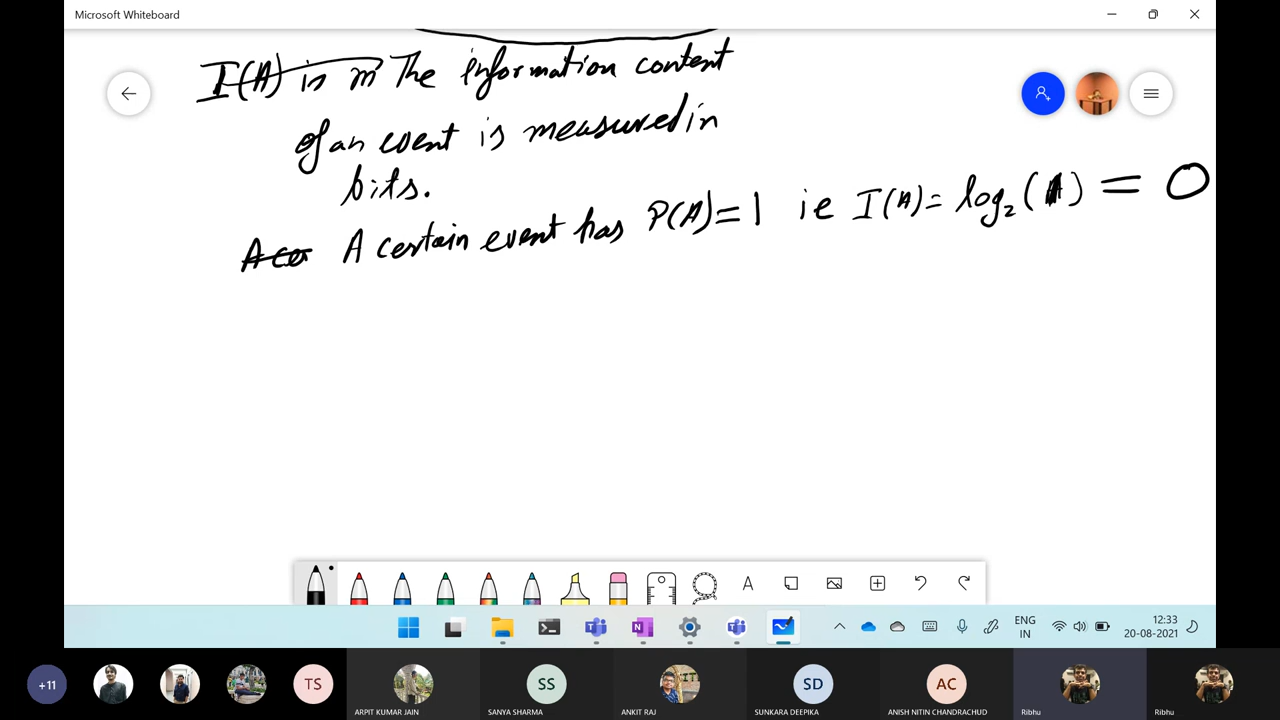 Microsoft Whiteboard
I(A) is m The information content
of an event is measured in
bits.
A cer A certain event has P(A)=1 ie I(A)= log₂(1) = 0
A
ENG
IN
12:33
20-08-2021
+11
TS
ARPIT KUMAR JAIN
SS
SANYA SHARMA
ANKIT RAJ
SD
SUNKARA DEEPIKA
AC
ANISH NITIN CHANDRACHUD
Ribhu
Ribhu